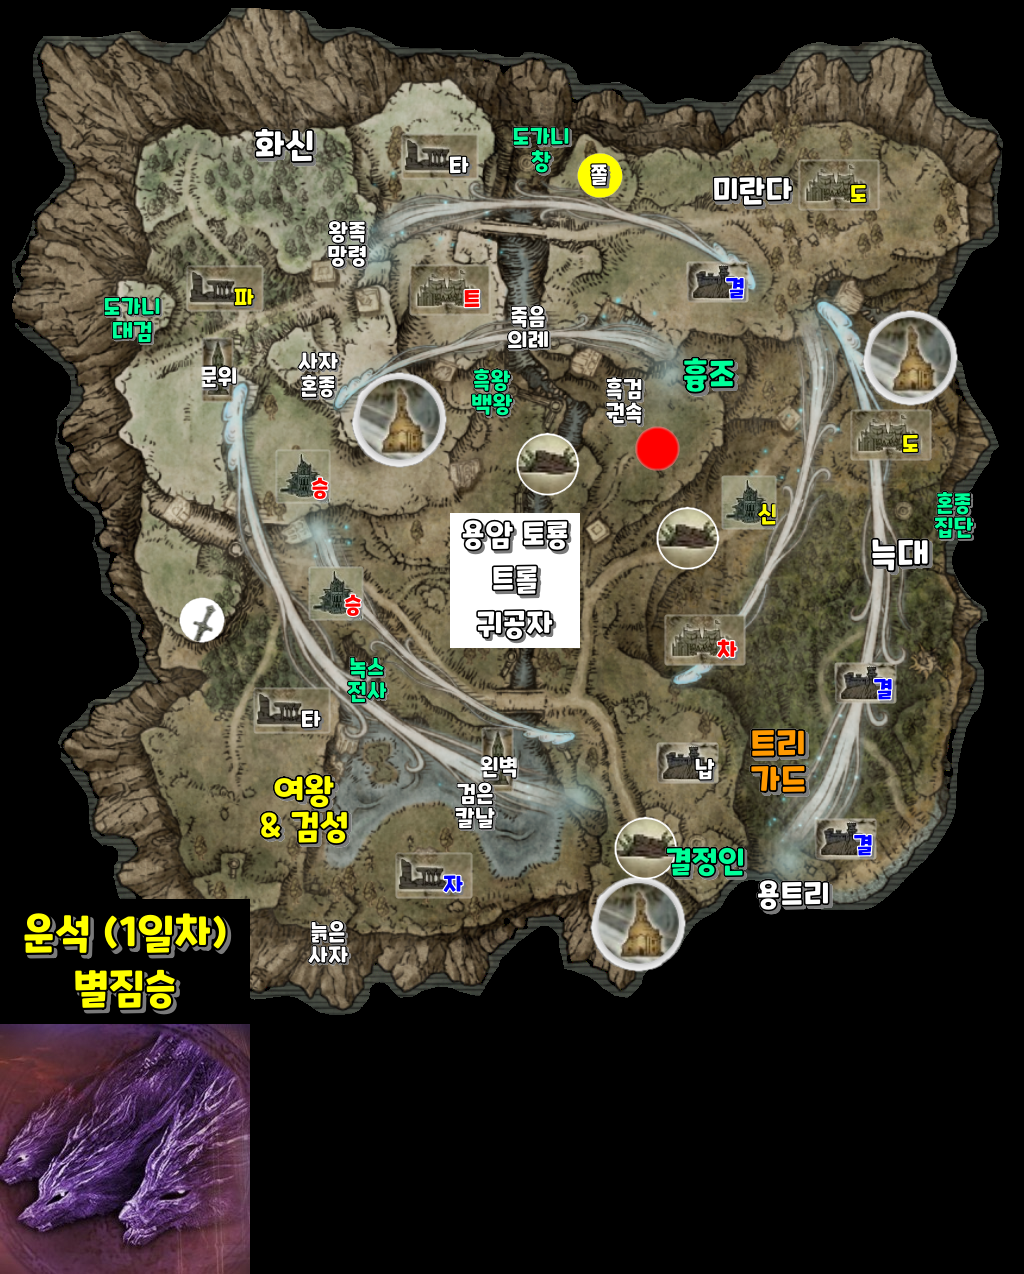 화신
타
도가니
창
쫄
미란다
도
왕족
망령
결
파
트
도가니
대검
죽음
의례
문위
사자
혼종
흉조
흑왕
백왕
흑검
권속
도
승
신
혼종
집단
용암 토룡
트롤
귀공자
늑대
승
차
녹스
전사
결
타
트리
가드
왼벽
납
여왕
& 검성
검은
칼날
결
결정인
자
용트리
늙은
사자
운석 (1일차)
별짐승